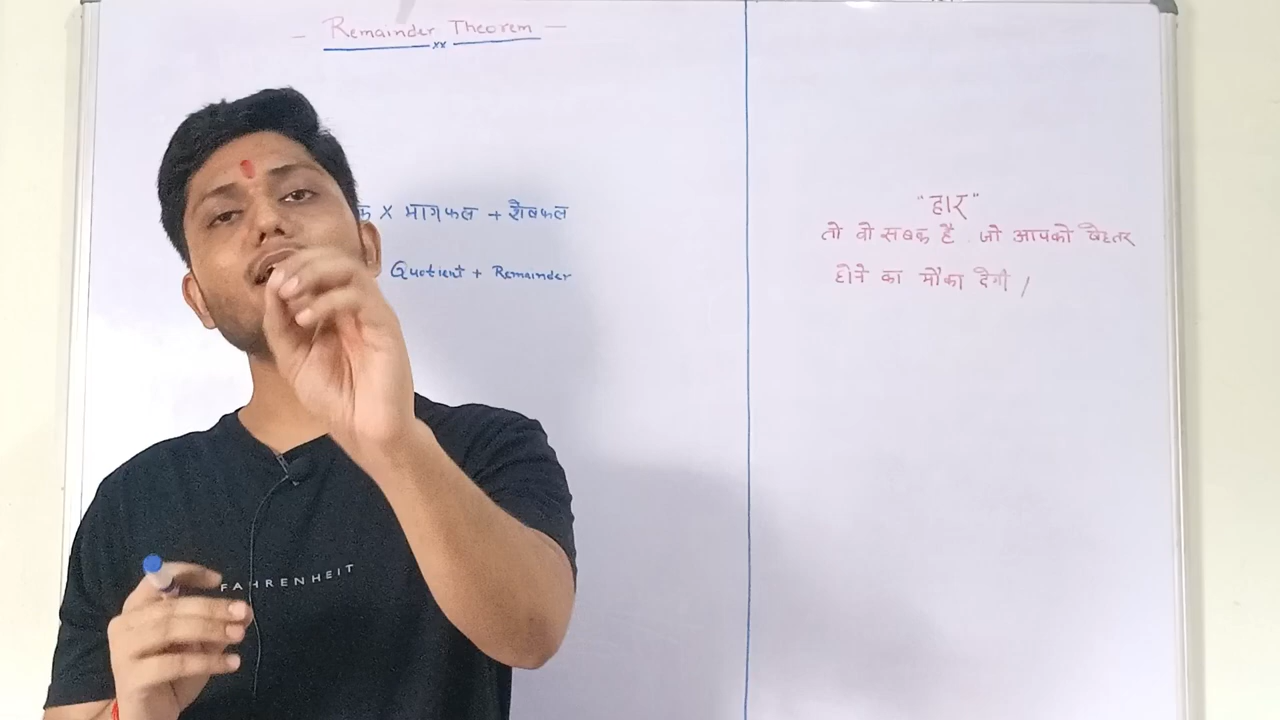 — Remainder Theorem —
क × भागफल + शेषफल
Quotient + Remainder
"हार"
तो वो सबक है जो आपको बेहतर
होने का मौका देगी /
FAHRENHEIT